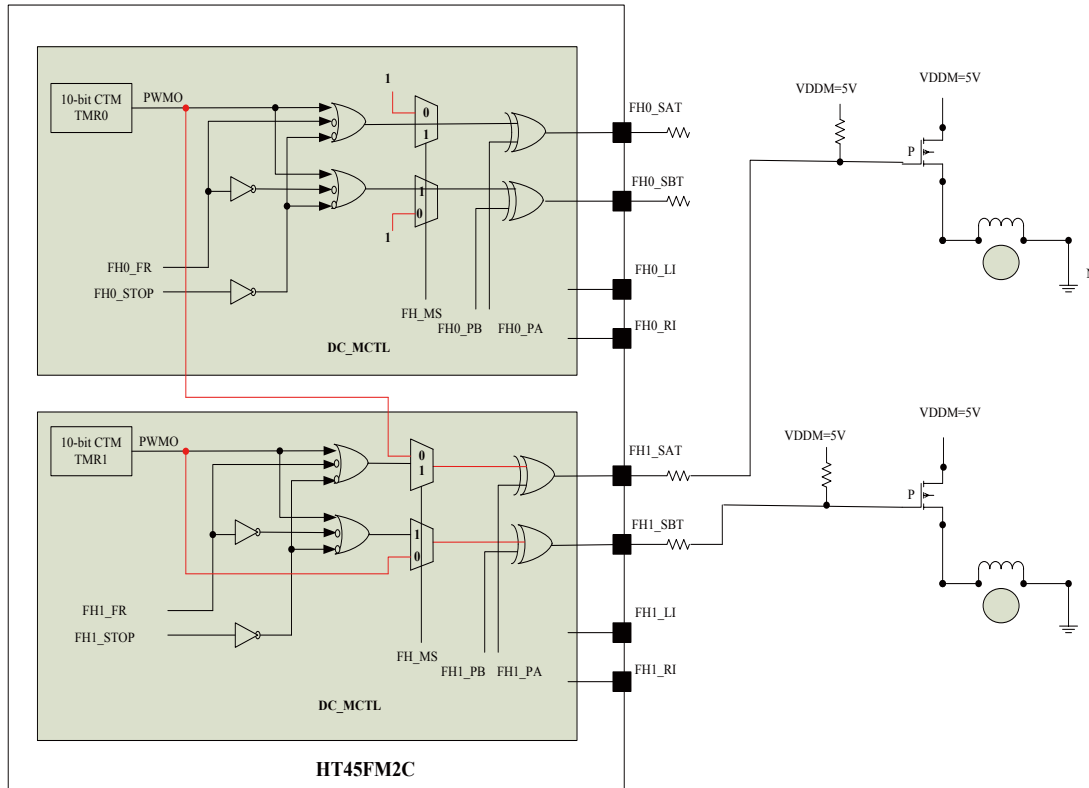 10-bit CTM
TMR0
PWMO
1
0
1
1
0
1
FH0_FR
FH0_STOP
FH_MS
FH0_PB
FH0_PA
DC_MCTL
FH0_SAT
FH0_SBT
FH0_LI
FH0_RI
VDDM=5V
VDDM=5V
P
M
10-bit CTM
TMR1
PWMO
0
1
1
0
FH1_FR
FH1_STOP
FH_MS
FH1_PB
FH1_PA
DC_MCTL
FH1_SAT
FH1_SBT
FH1_LI
FH1_RI
VDDM=5V
VDDM=5V
P
HT45FM2C